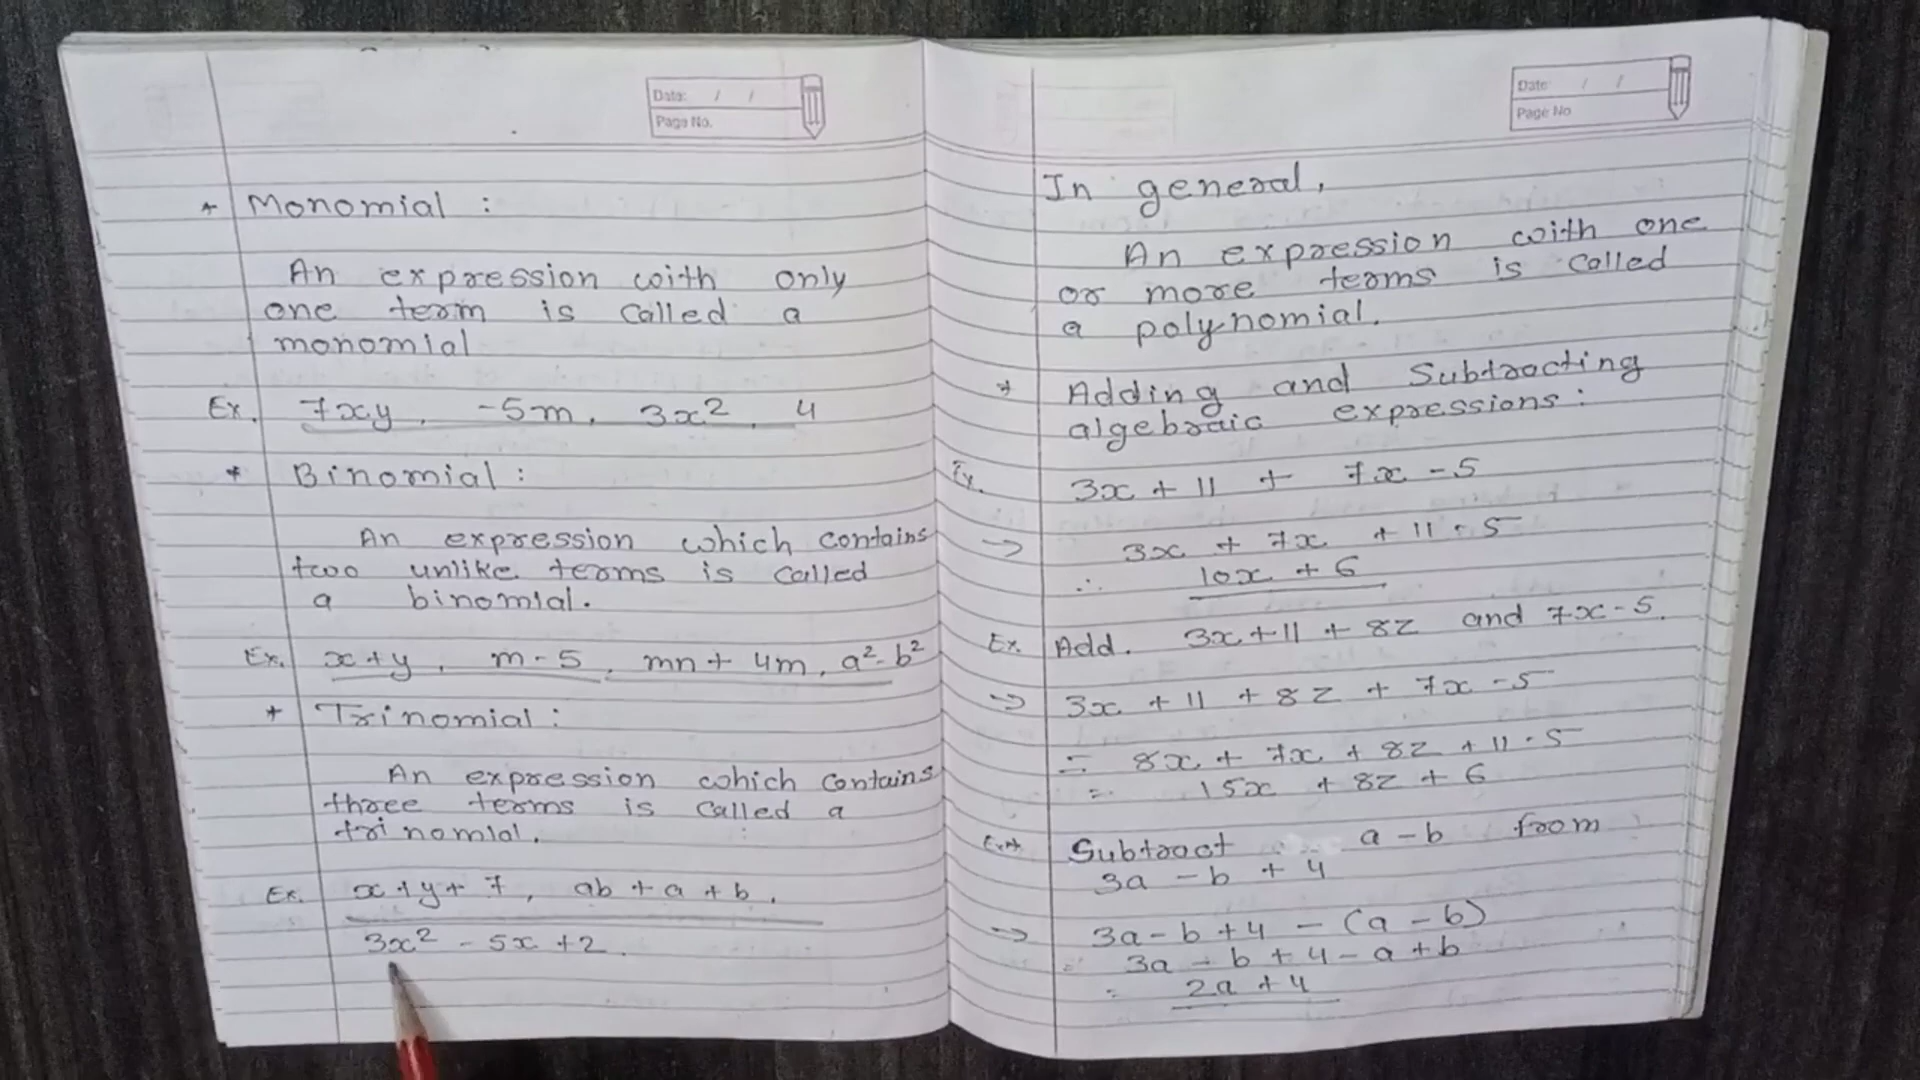 Date: / /
Page No.
* Monomial :
An expression with only
one term is called a
monomial
Ex. 7xy, -5m, 3x², 4
* Binomial :
An expression which contains
two unlike terms is called
a binomial.
Ex. x+y, m-5, mn+4m, a²-b²
* Trinomial :
An expression which contains
three terms is called a
trinomial.
Ex. x+y+7, ab+a+b,
3x² - 5x +2.
Date / /
Page No
In general,
An expression with one
or more terms is called
a polynomial.
* Adding and Subtracting
algebraic expressions :
Ex. 3x + 11 + 7x - 5
→ 3x + 7x + 11 - 5
∴ 10x + 6
Ex. Add. 3x+11 + 8z and 7x-5.
→ 3x + 11 + 8z + 7x - 5
= 8x + 7x + 8z + 11 - 5
= 15x + 8z + 6
Subtract a - b from
3a - b + 4
→ 3a - b + 4 - (a - b)
= 3a - b + 4 - a + b
= 2a + 4